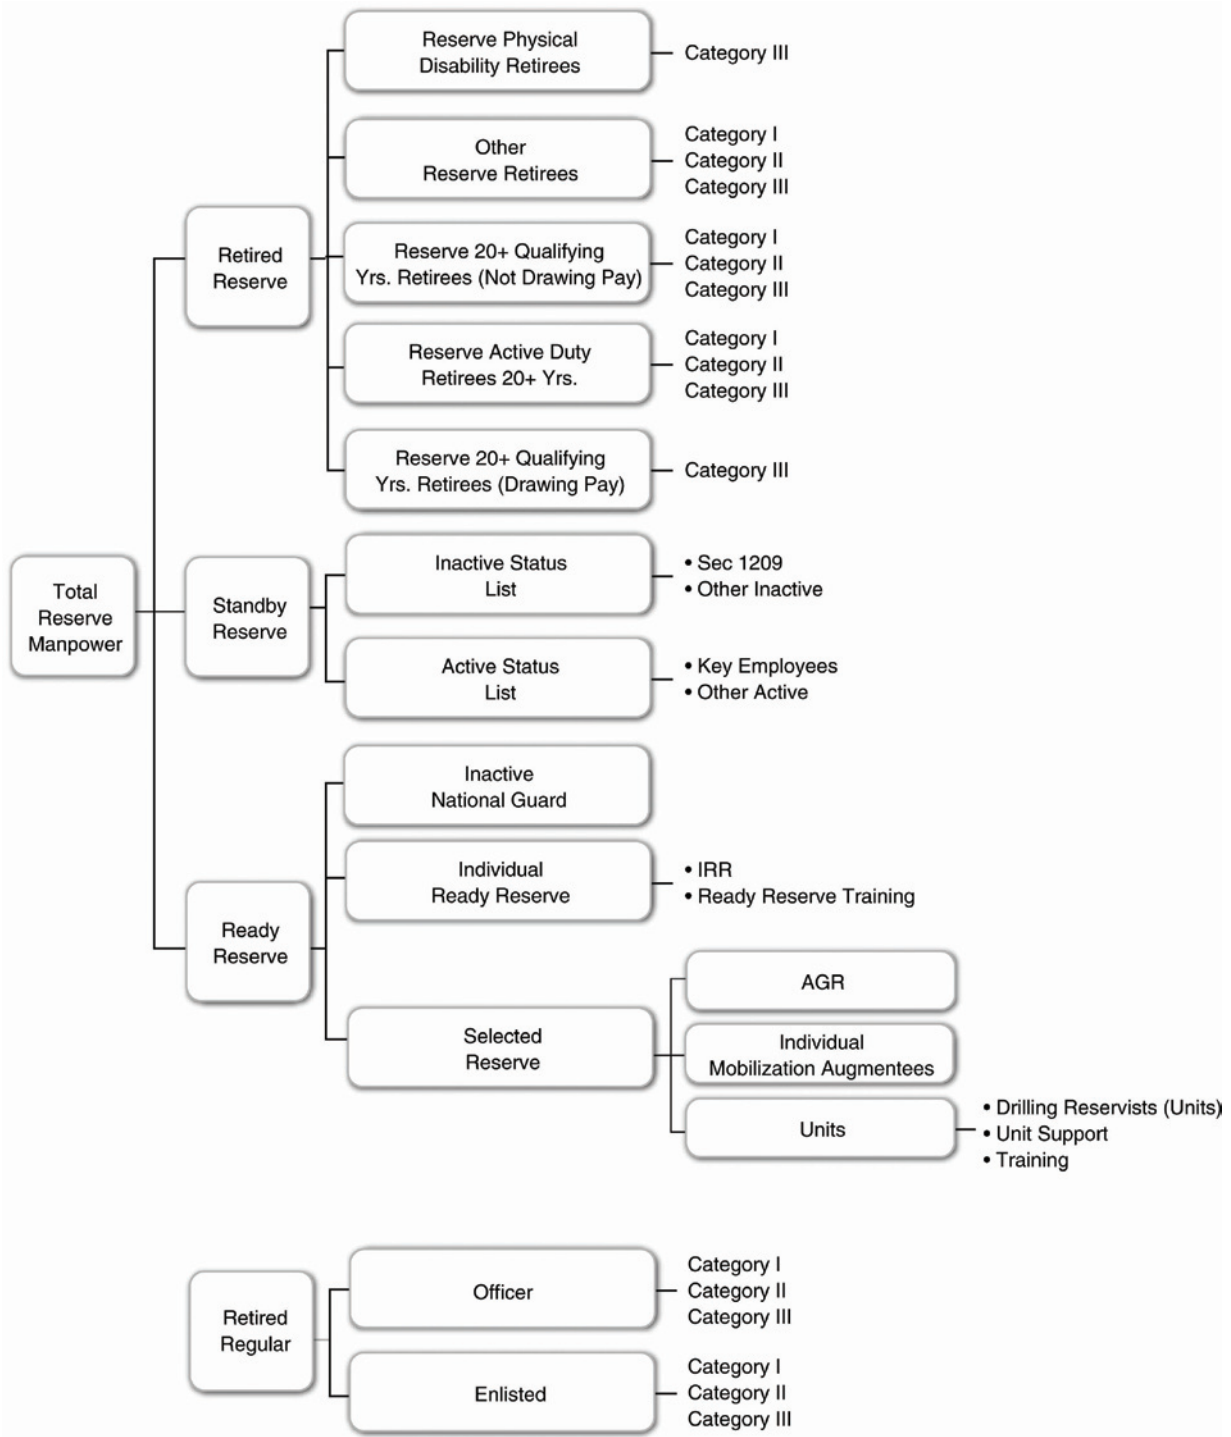 Reserve Physical
Disability Retirees
Category III
Other
Reserve Retirees
Category I
Category II
Category III
Retired
Reserve
Reserve 20+ Qualifying
Yrs. Retirees (Not Drawing Pay)
Category I
Category II
Category III
Reserve Active Duty
Retirees 20+ Yrs.
Category I
Category II
Category III
Reserve 20+ Qualifying
Yrs. Retirees (Drawing Pay)
Category III
Total
Reserve
Manpower
Standby
Reserve
Inactive Status
List
• Sec 1209
• Other Inactive
Active Status
List
• Key Employees
• Other Active
Inactive
National Guard
Individual
Ready Reserve
• IRR
• Ready Reserve Training
Ready
Reserve
Selected
Reserve
AGR
Individual
Mobilization Augmentees
Units
• Drilling Reservists (Units)
• Unit Support
• Training
Retired
Regular
Officer
Category I
Category II
Category III
Enlisted
Category I
Category II
Category III